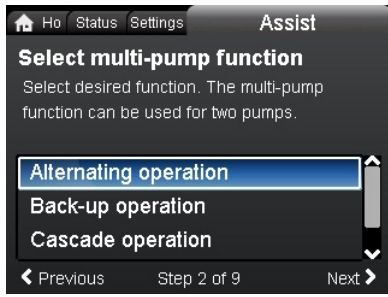 Ho Status Settings Assist
Select multi-pump function
Select desired function. The multi-pump
function can be used for two pumps.
Alternating operation
Back-up operation
Cascade operation
Previous Step 2 of 9 Next